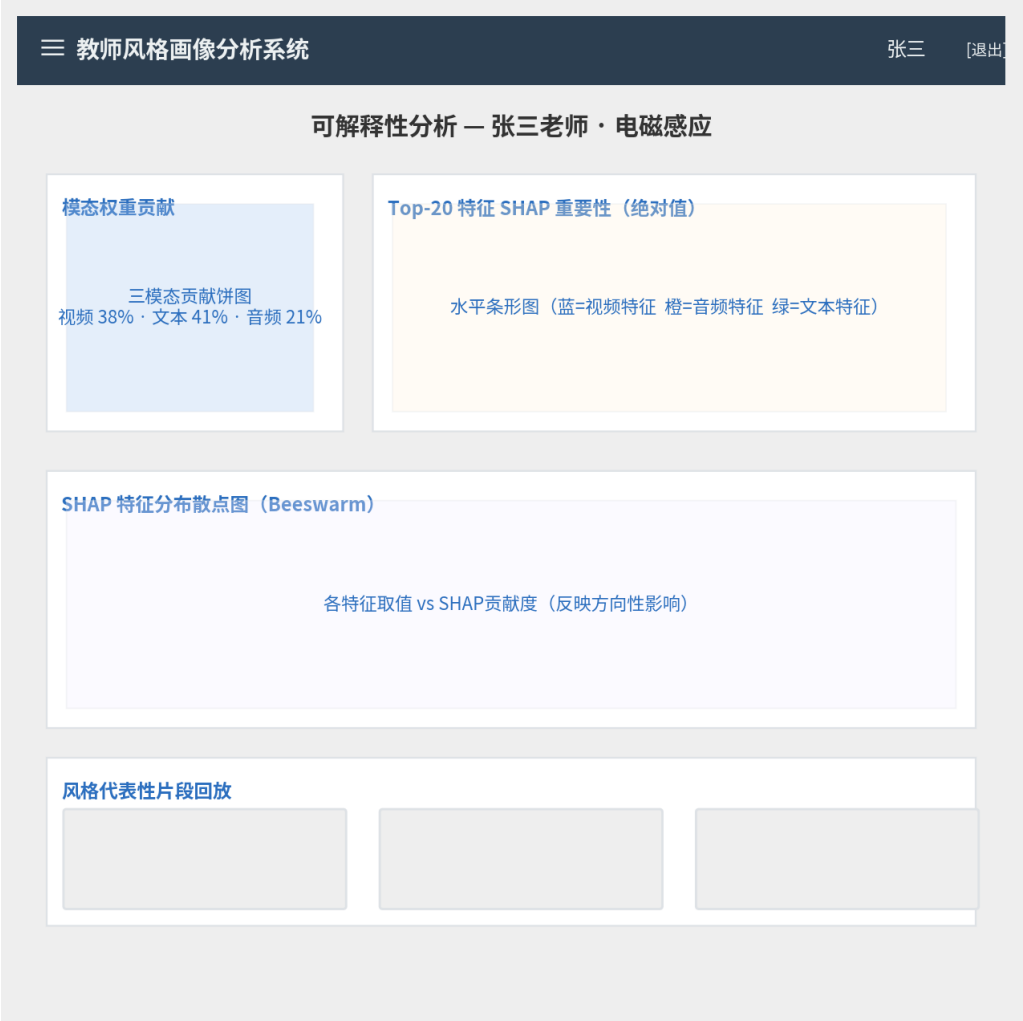 教师风格画像分析系统
张三
[退出]
可解释性分析 — 张三老师 · 电磁感应
模态权重贡献
三模态贡献饼图
视频 38% · 文本 41% · 音频 21%
Top-20 特征 SHAP 重要性（绝对值）
水平条形图（蓝=视频特征 橙=音频特征 绿=文本特征）
SHAP 特征分布散点图（Beeswarm）
各特征取值 vs SHAP贡献度（反映方向性影响）
风格代表性片段回放